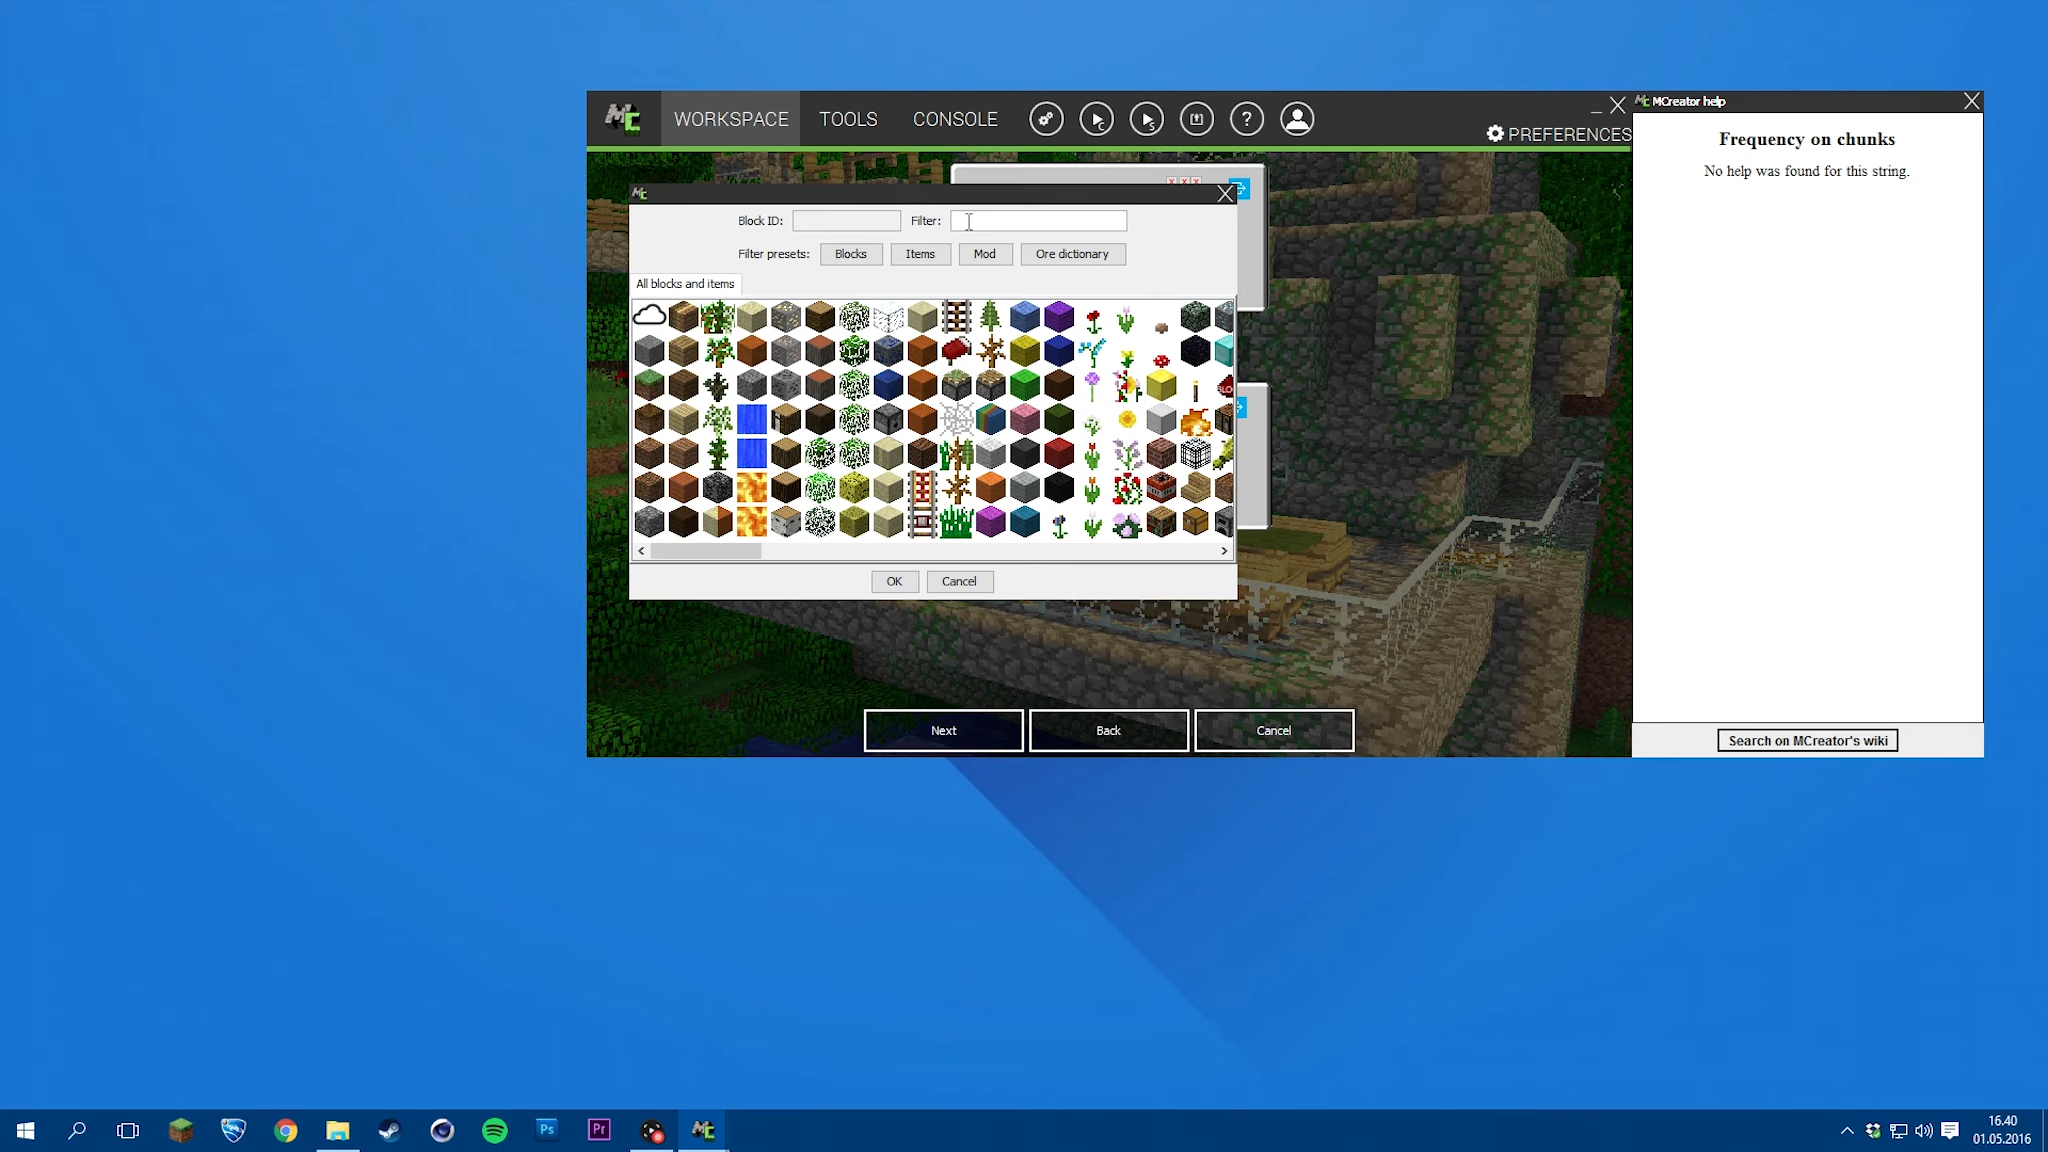 WORKSPACE TOOLS CONSOLE
PREFERENCES
MCreator help
Frequency on chunks
No help was found for this string.
Block ID: Filter:
Filter presets: Blocks Items Mod Ore dictionary
All blocks and items
OK Cancel
Next Back Cancel
Search on MCreator's wiki
Ps Pr
16.40
01.05.2016